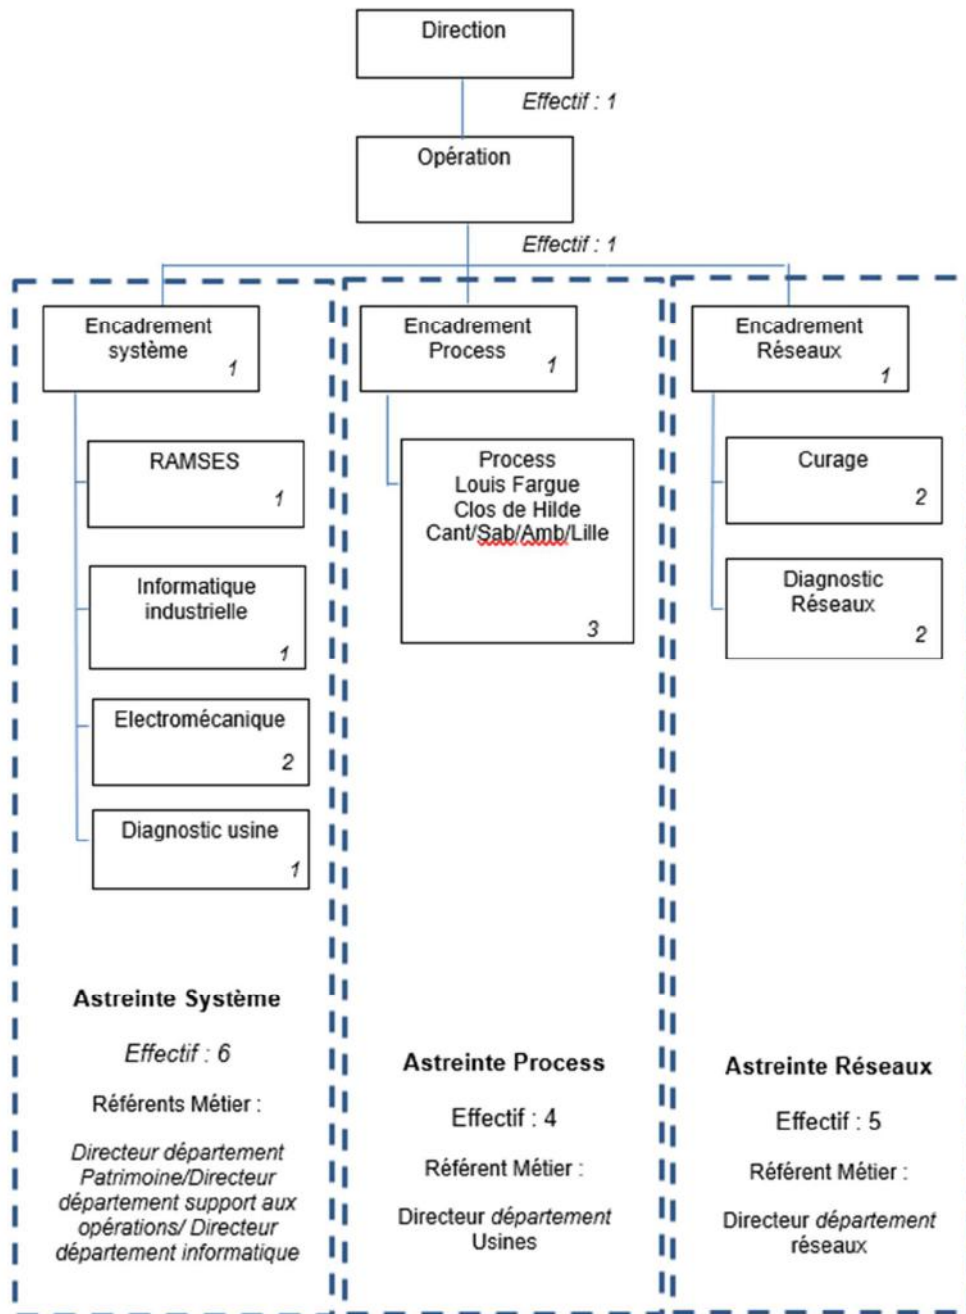 Direction
Effectif : 1
Opération
Effectif : 1
Encadrement
système
1
RAMSES
1
Informatique
industrielle
1
Electromécanique
2
Diagnostic usine
1
Astreinte Système
Effectif : 6
Référents Métier :
Directeur département
Patrimoine/Directeur
département support aux
opérations/ Directeur
département informatique
Encadrement
Process
1
Process
Louis Fargue
Clos de Hilde
Cant/Sab/Amb/Lille
3
Astreinte Process
Effectif : 4
Référent Métier :
Directeur département
Usines
Encadrement
Réseaux
1
Curage
2
Diagnostic
Réseaux
2
Astreinte Réseaux
Effectif : 5
Référent Métier :
Directeur département
réseaux